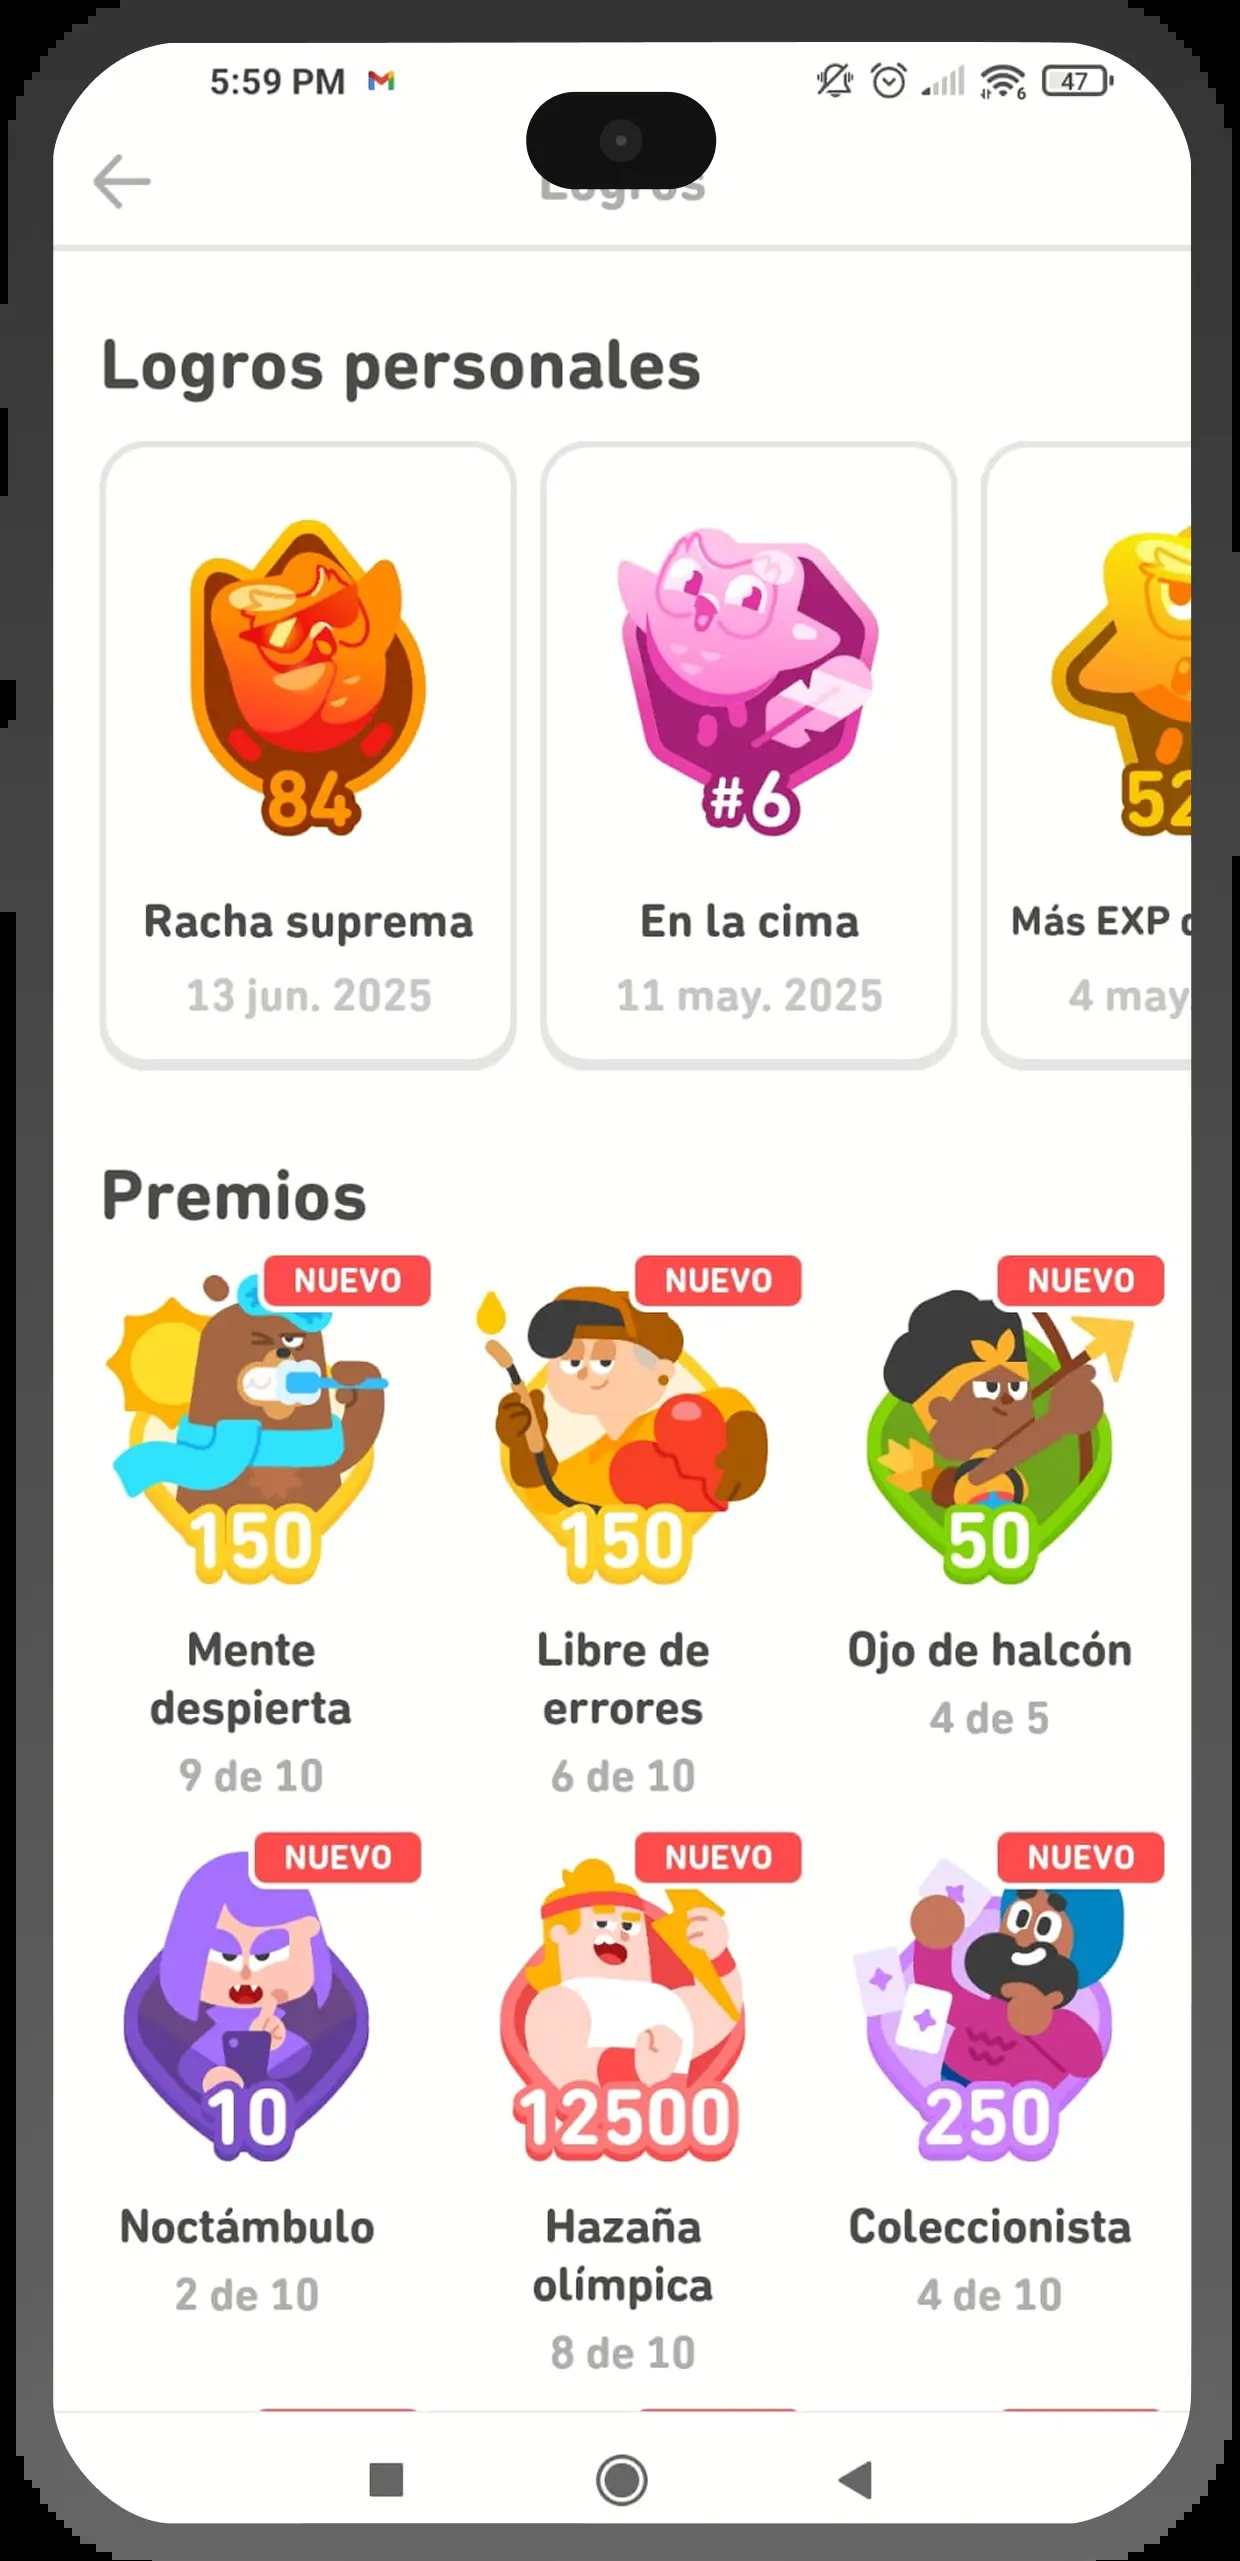 5:59 PM
47
Logros
Logros personales
84
#6
52
Racha suprema
En la cima
Más EXP
13 jun. 2025
11 may. 2025
4 may.
Premios
NUEVO
NUEVO
NUEVO
150
150
50
Mente
despierta
9 de 10
Libre de
errores
6 de 10
Ojo de halcón
4 de 5
NUEVO
NUEVO
NUEVO
10
12500
250
Noctámbulo
2 de 10
Hazaña
olímpica
8 de 10
Coleccionista
4 de 10